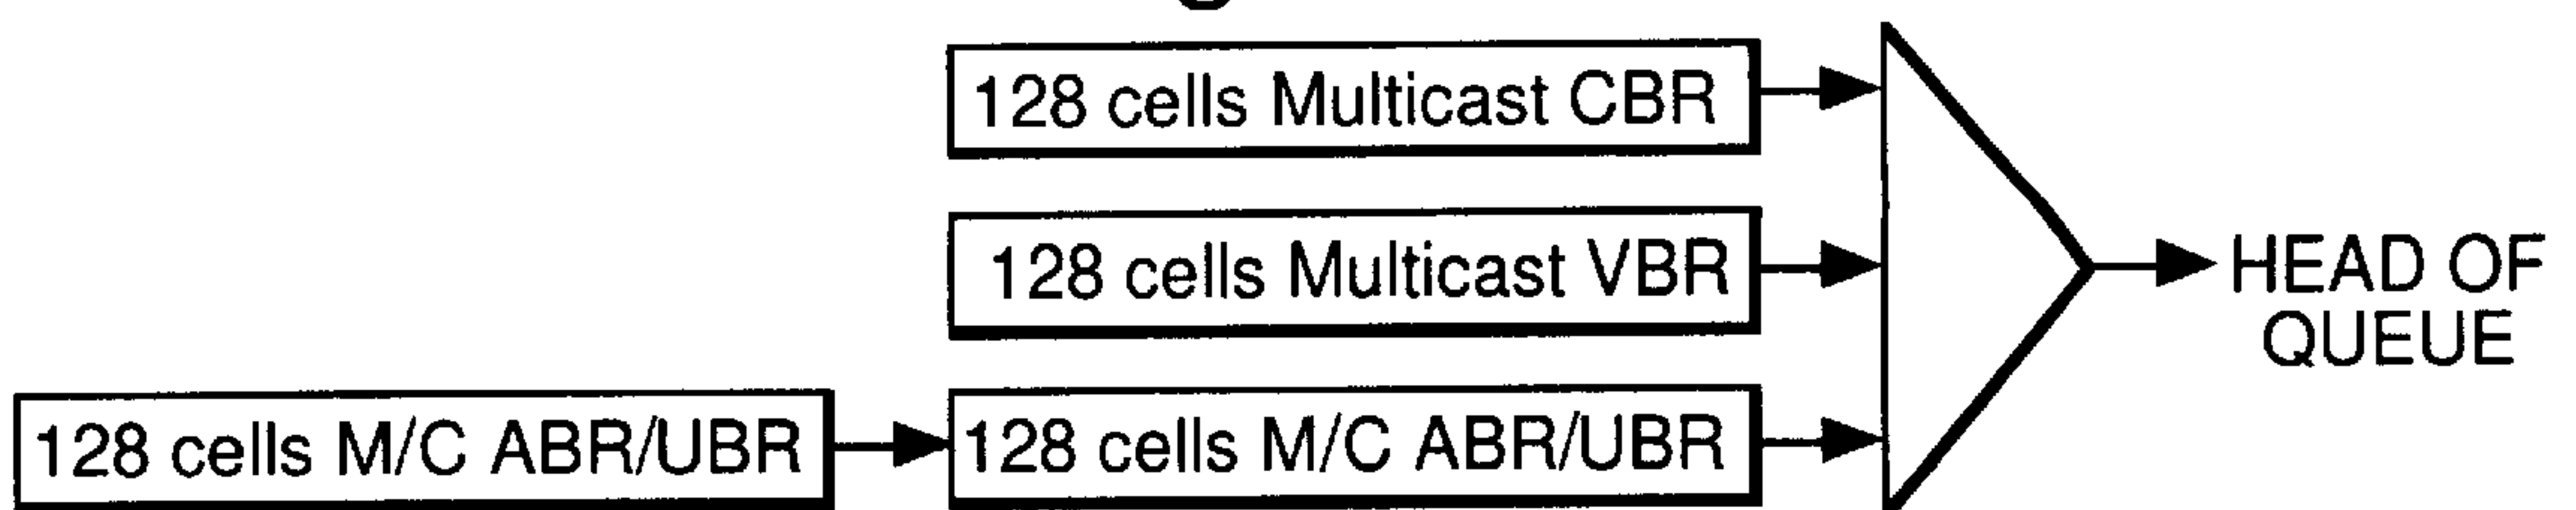 128 cells Multicast CBR
128 cells Multicast VBR
HEAD OF
QUEUE
128 cells M/C ABR/UBR
128 cells M/C ABR/UBR